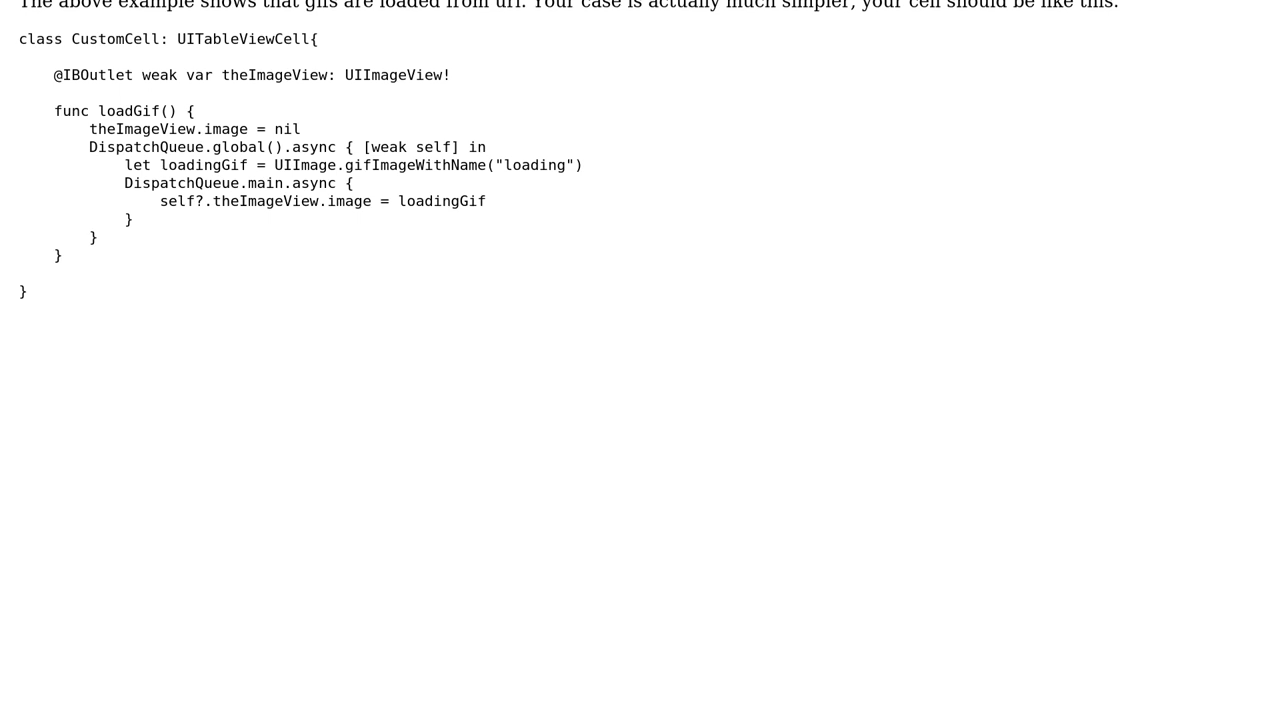 The above example shows that gifs are loaded from url. Your case is actually much simpler, your cell should be like this.
class CustomCell: UITableViewCell{
    @IBOutlet weak var theImageView: UIImageView!
    func loadGif() {
        theImageView.image = nil
        DispatchQueue.global().async { [weak self] in
            let loadingGif = UIImage.gifImageWithName("loading")
            DispatchQueue.main.async {
                self?.theImageView.image = loadingGif
            }
        }
    }
}